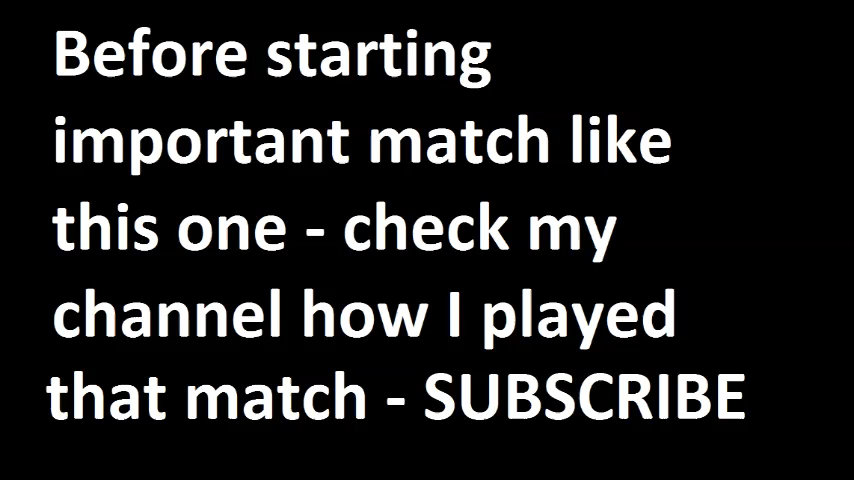 Before starting
important match like
this one - check my
channel how I played
that match - SUBSCRIBE